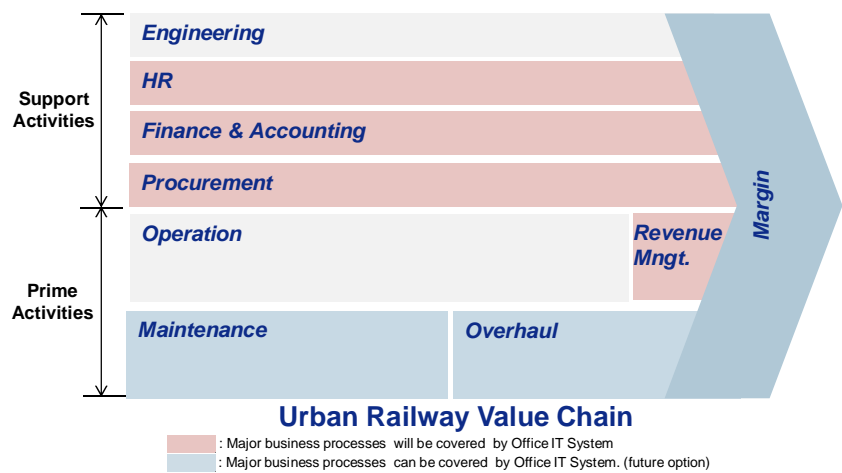 Engineering
HR
Support
Activities
Finance & Accounting
Procurement
Operation
Revenue
Mngt.
Margin
Prime
Activities
Maintenance
Overhaul
Urban Railway Value Chain
: Major business processes will be covered by Office IT System
: Major business processes can be covered by Office IT System. (future option)